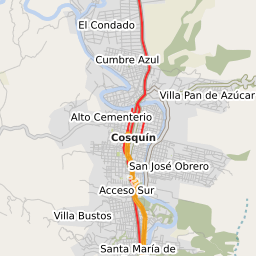 El Condado
Cumbre Azul
Villa Pan de Azúcar
Alto Cementerio
Cosquín
San José Obrero
Acceso Sur
Villa Bustos
Santa María de